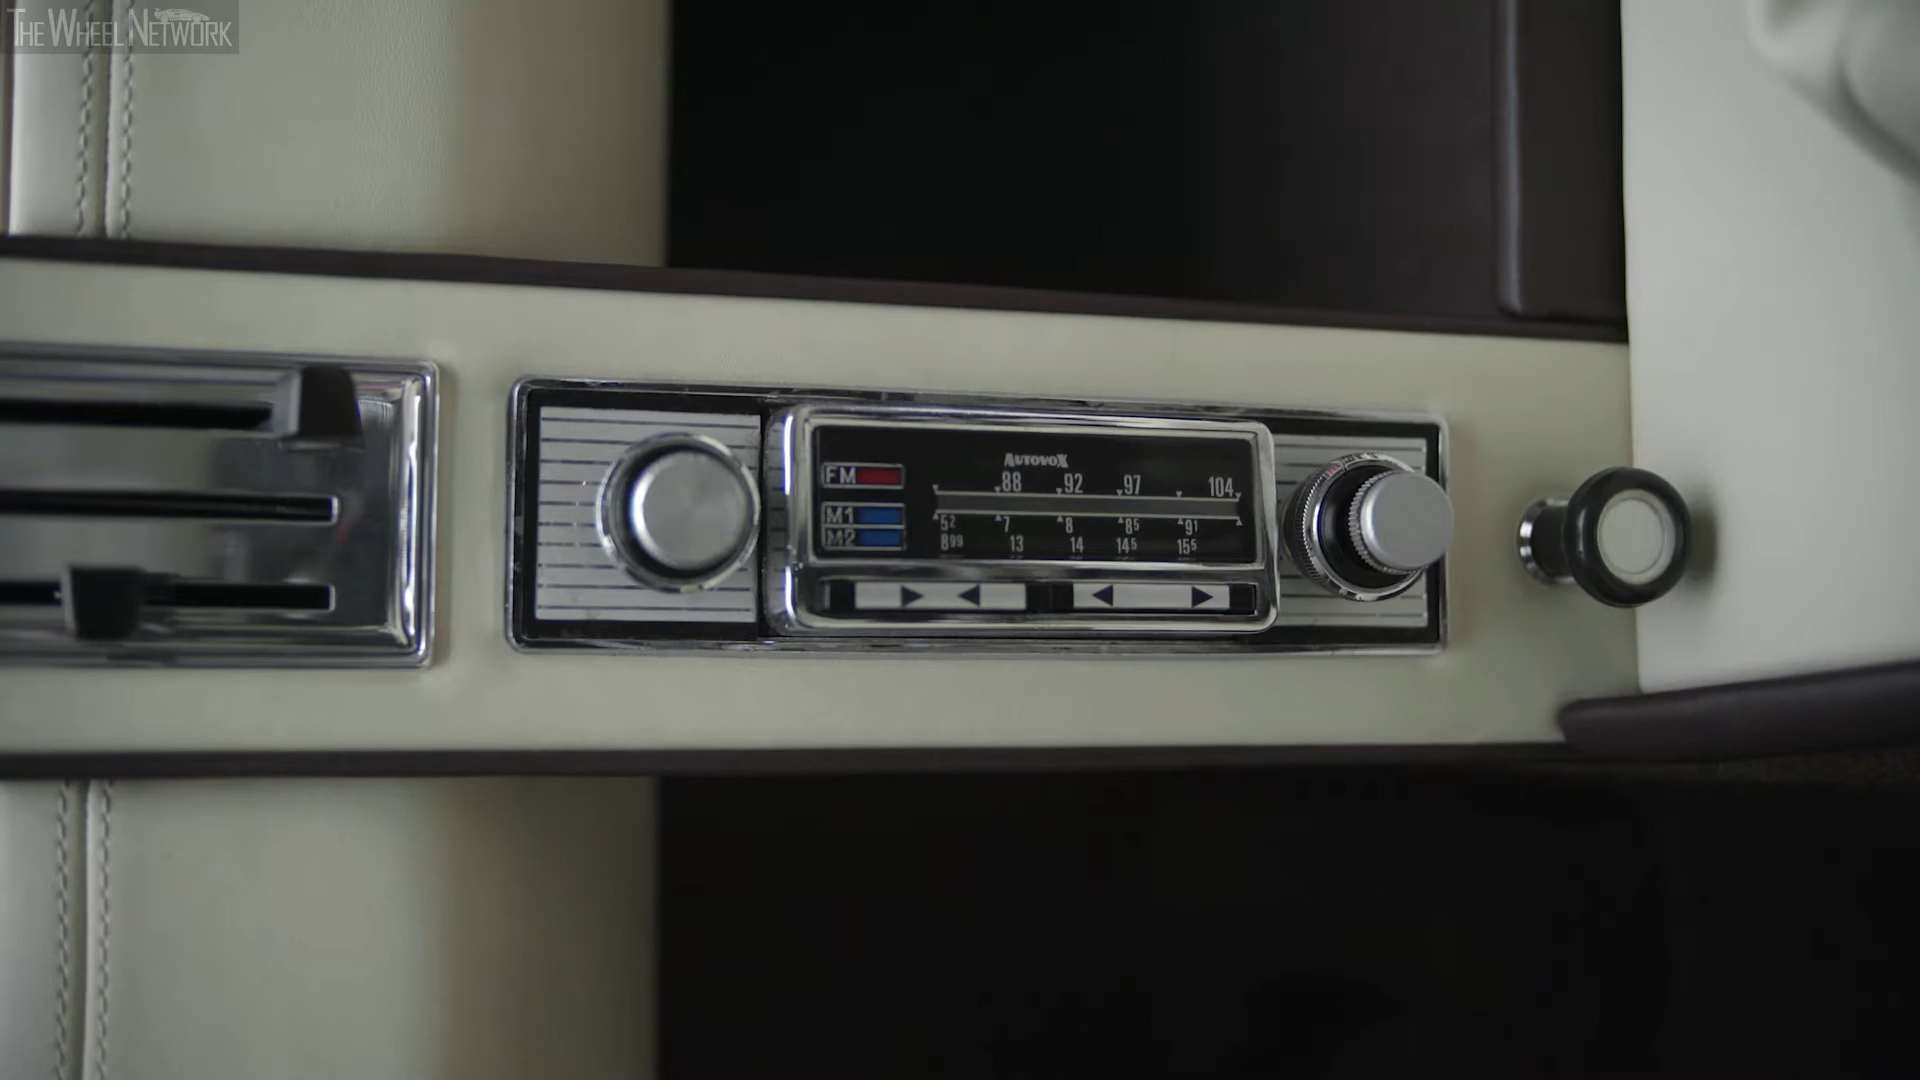 THE WHEEL NETWORK
AUTOVOX
FM
88 92 97 104
M1
5² 7 8 8⁵ 9¹
M2
8⁹⁹ 13 14 14⁵ 15⁵